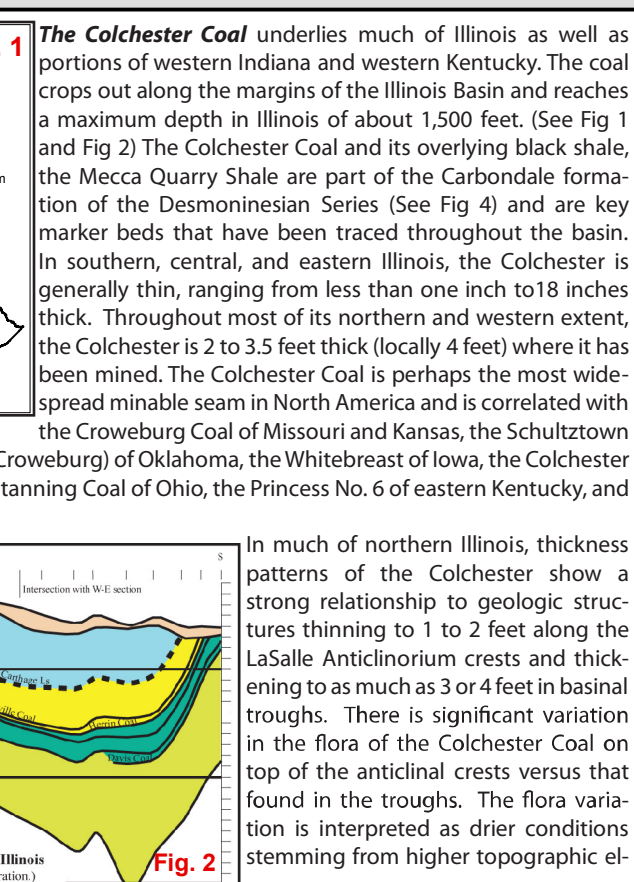 . 1
m
The Colchester Coal underlies much of Illinois as well as
portions of western Indiana and western Kentucky. The coal
crops out along the margins of the Illinois Basin and reaches
a maximum depth in Illinois of about 1,500 feet. (See Fig 1
and Fig 2) The Colchester Coal and its overlying black shale,
the Mecca Quarry Shale are part of the Carbondale forma-
tion of the Desmoninesian Series (See Fig 4) and are key
marker beds that have been traced throughout the basin.
In southern, central, and eastern Illinois, the Colchester is
generally thin, ranging from less than one inch to18 inches
thick. Throughout most of its northern and western extent,
the Colchester is 2 to 3.5 feet thick (locally 4 feet) where it has
been mined. The Colchester Coal is perhaps the most wide-
spread minable seam in North America and is correlated with
the Croweburg Coal of Missouri and Kansas, the Schultztown
Croweburg) of Oklahoma, the Whitebreast of Iowa, the Colchester
tanning Coal of Ohio, the Princess No. 6 of eastern Kentucky, and
S
Intersection with W-E section
Carthage Ls
ville Coal
Herrin Coal
Davis Coal
Illinois
ration.)
Fig. 2
In much of northern Illinois, thickness
patterns of the Colchester show a
strong relationship to geologic struc-
tures thinning to 1 to 2 feet along the
LaSalle Anticlinorium crests and thick-
ening to as much as 3 or 4 feet in basinal
troughs. There is significant variation
in the flora of the Colchester Coal on
top of the anticlinal crests versus that
found in the troughs. The flora varia-
tion is interpreted as drier conditions
stemming from higher topographic el-